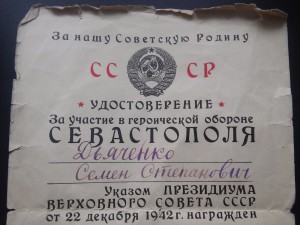 За нашу Советскую Родину
СС СР
УДОСТОВЕРЕНИЕ
За участие в героической обороне
СЕВАСТОПОЛЯ
Дьяченко
Семен Степанович
Указом ПРЕЗИДИУМА
ВЕРХОВНОГО СОВЕТА СССР
от 22 декабря 1942 г. награжден